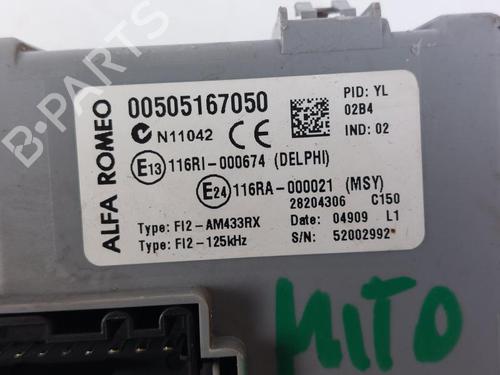 ALFA ROMEO
00505167050
PID: YL
02B4
N11042 CE
IND: 02
E13 116RI-000674 (DELPHI)
E24 116RA-000021 (MSY)
28204306 C150
Type: FI2-AM433RX
Date: 04909 L1
Type: FI2-125kHz
S/N: 52002992
MITO